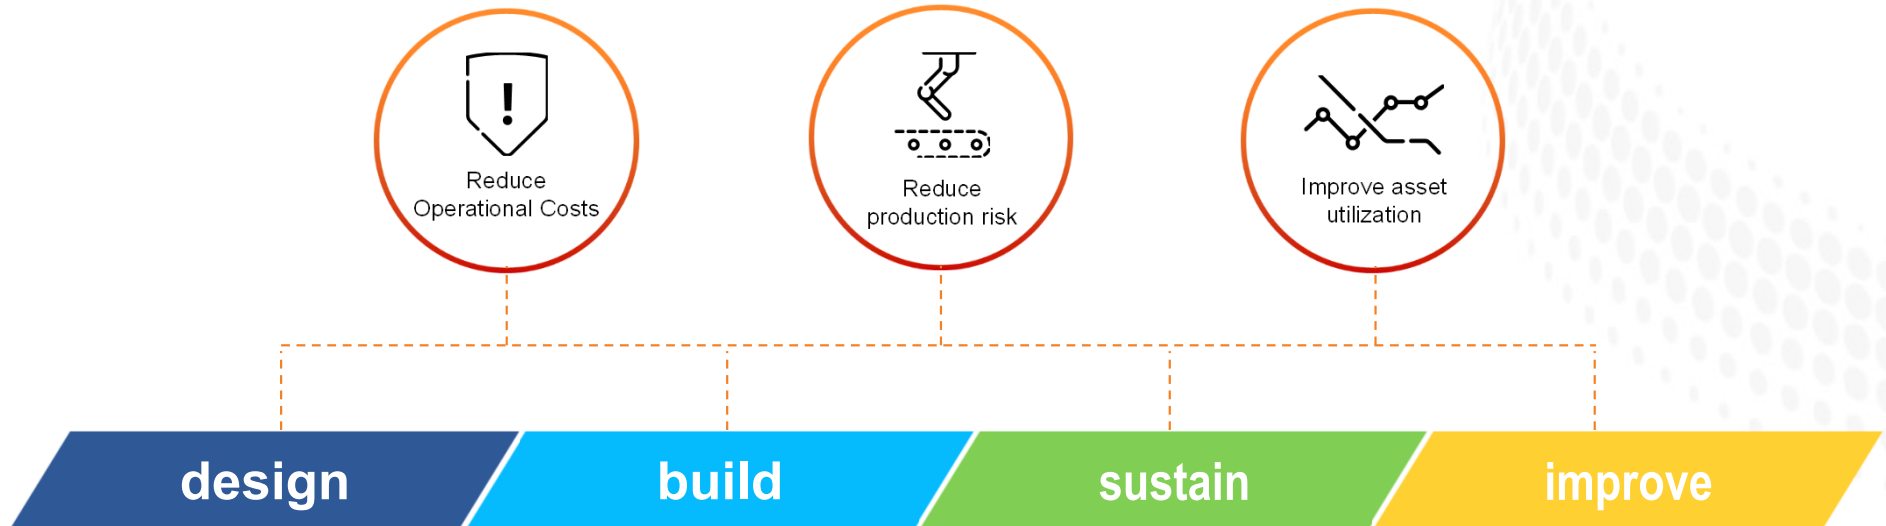 Reduce
Operational Costs
Reduce
production risk
Improve asset
utilization
design
build
sustain
improve